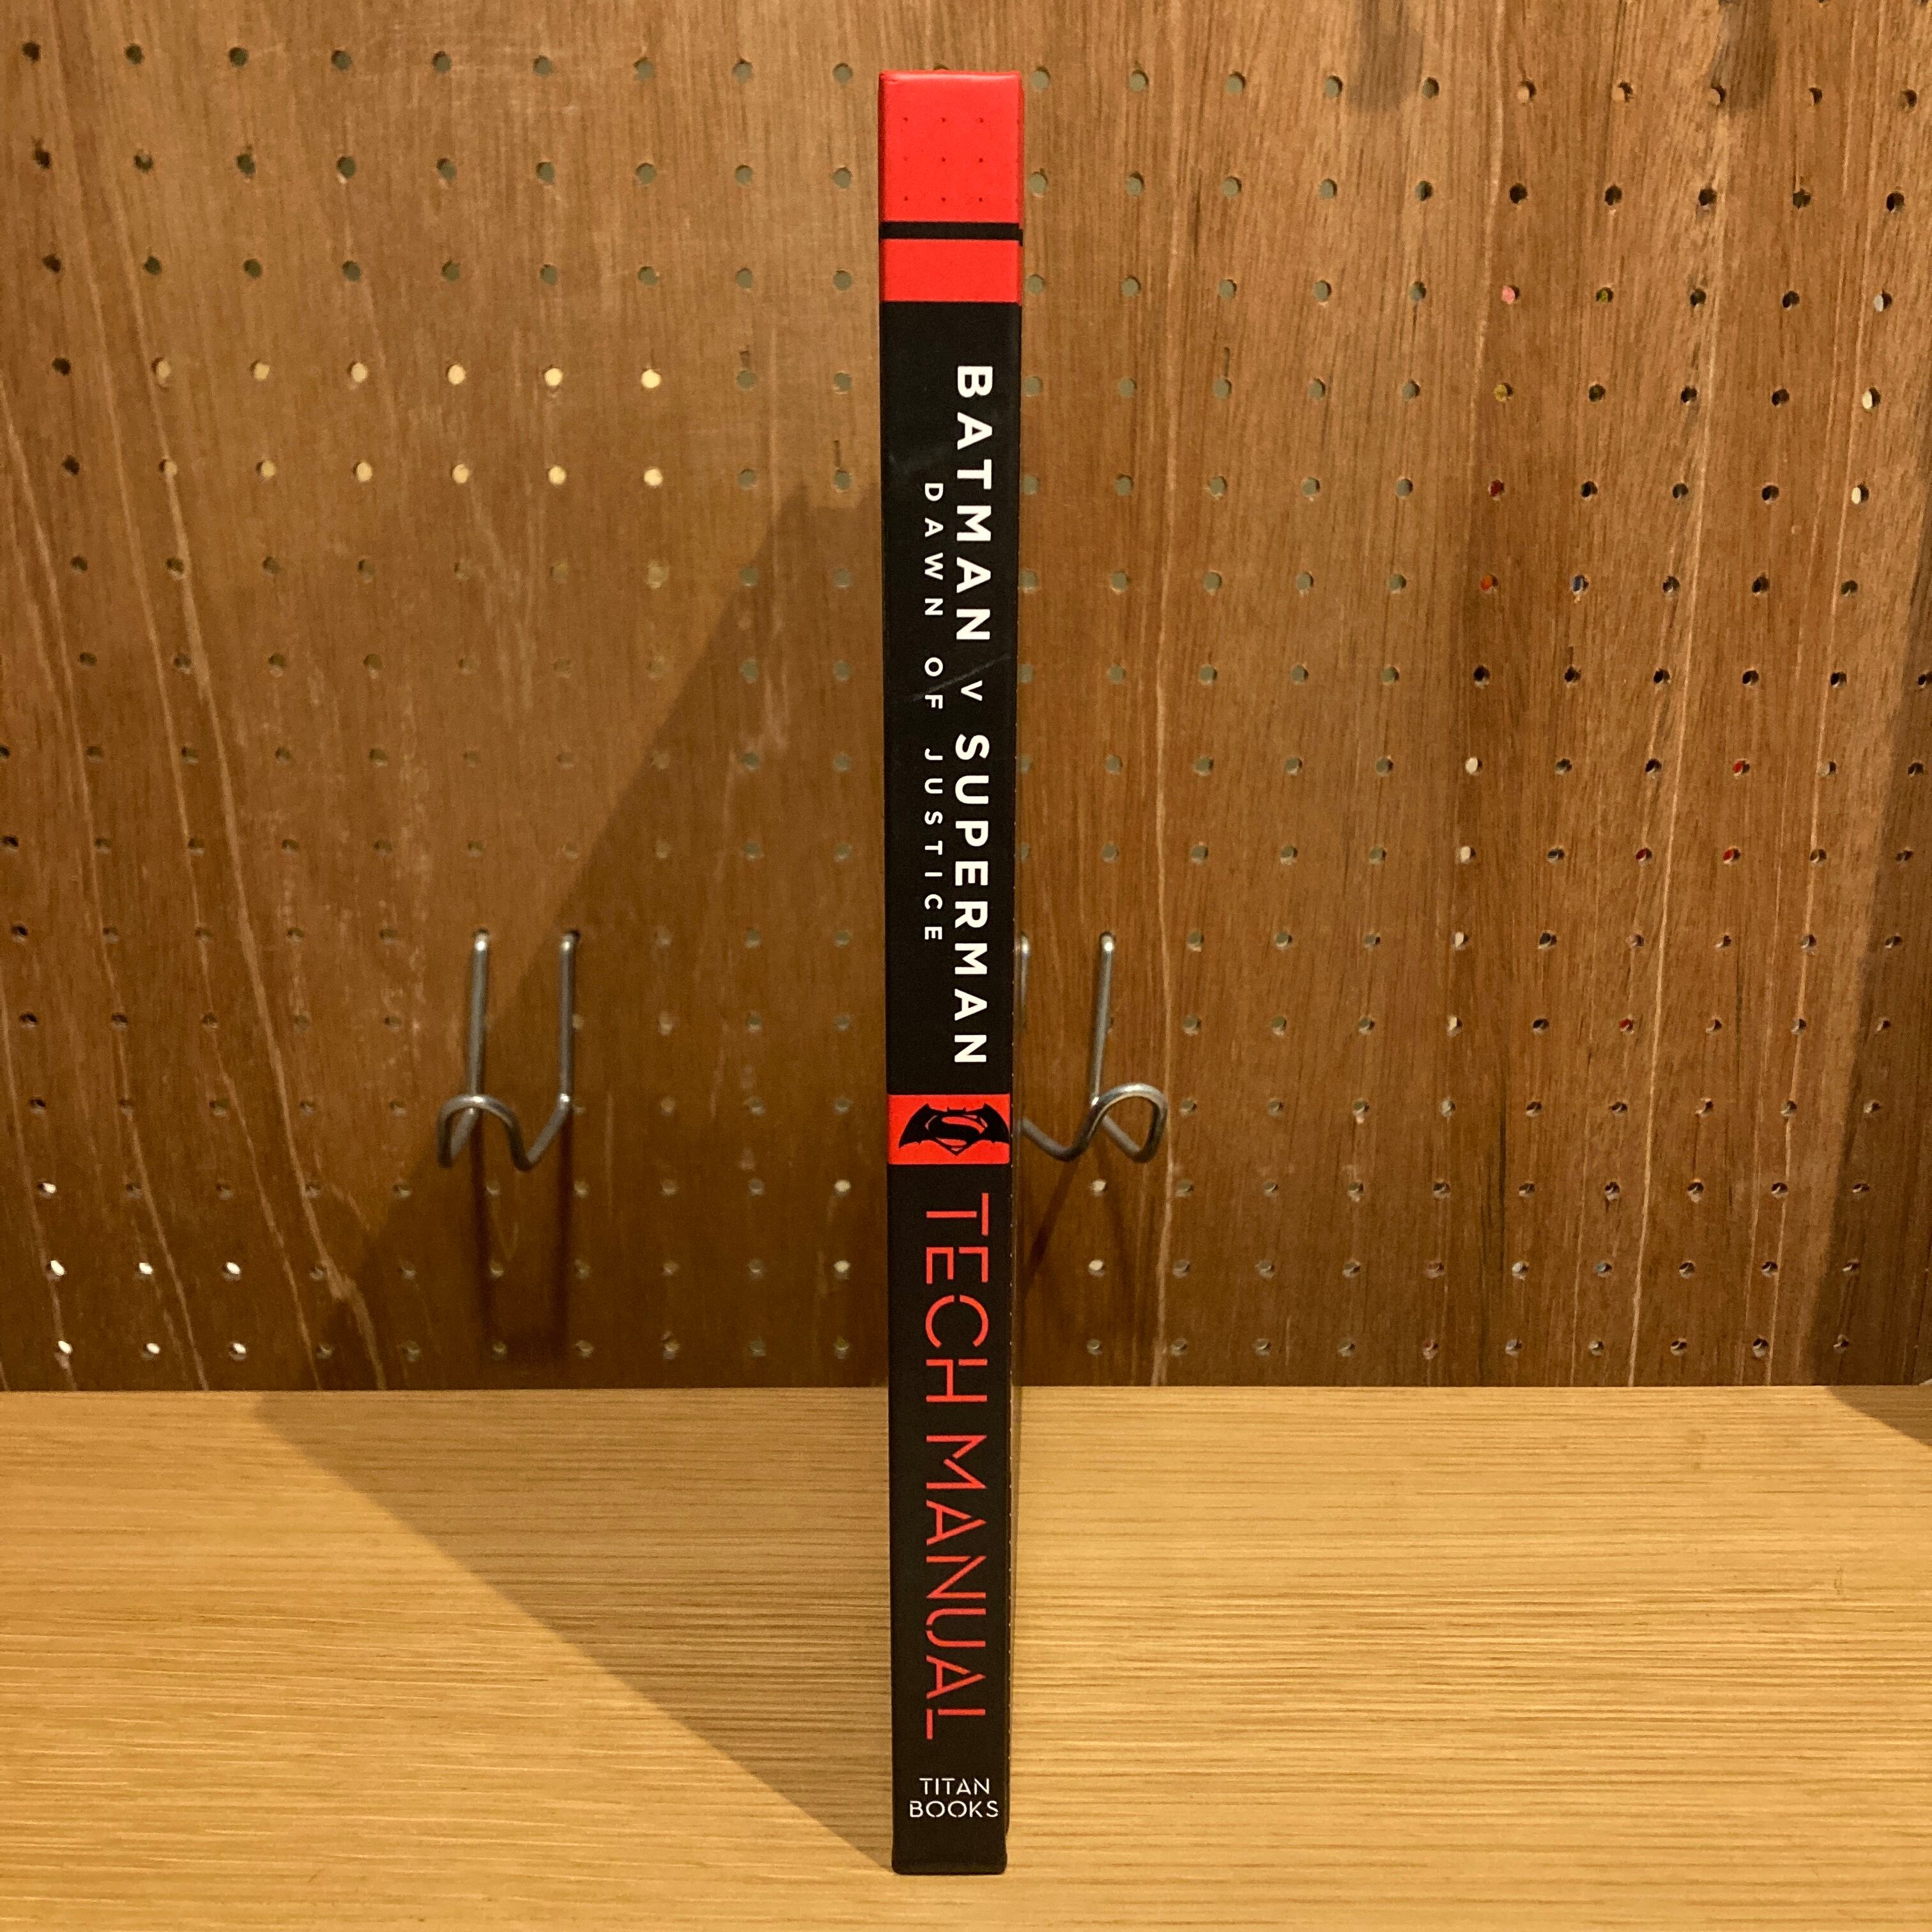 BATMAN V SUPERMAN
DAWN OF JUSTICE
TECH MANUAL
TITAN
BOOKS